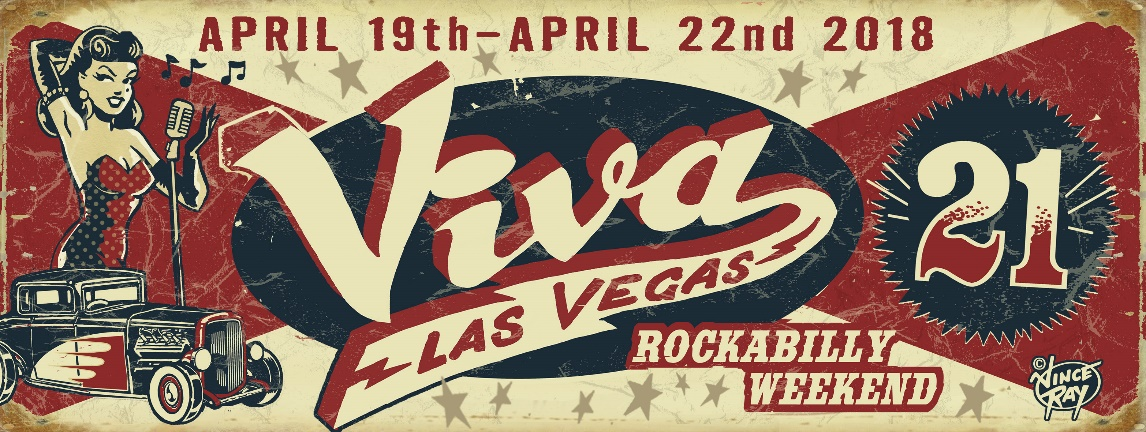 APRIL 19th–APRIL 22nd 2018
Viva
LAS VEGAS
21
ROCKABILLY
WEEKEND
© VINCE
RAY